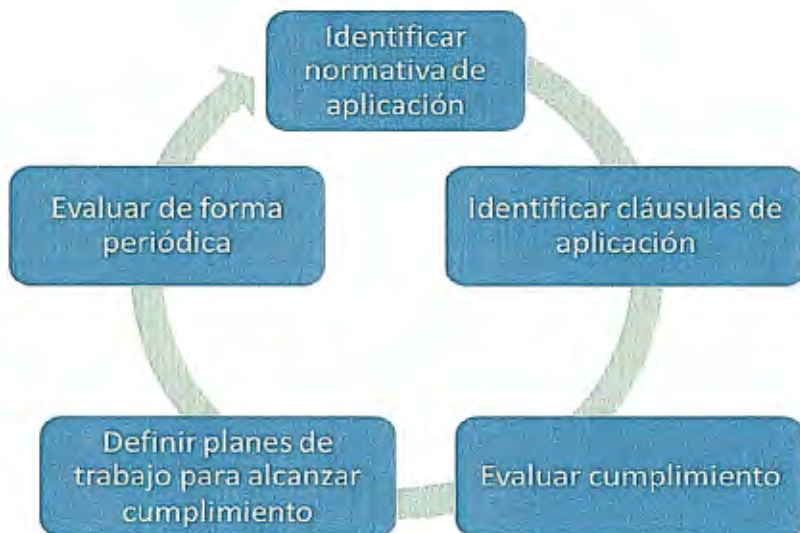 Identificar
normativa de
aplicación
Identificar cláusulas de
aplicación
Evaluar cumplimiento
Definir planes de
trabajo para alcanzar
cumplimiento
Evaluar de forma
periódica